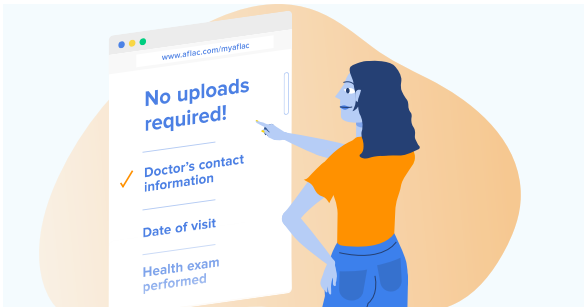 www.aflac.com/myaflac
No uploads
required!
Doctor's contact
information
Date of visit
Health exam
performed